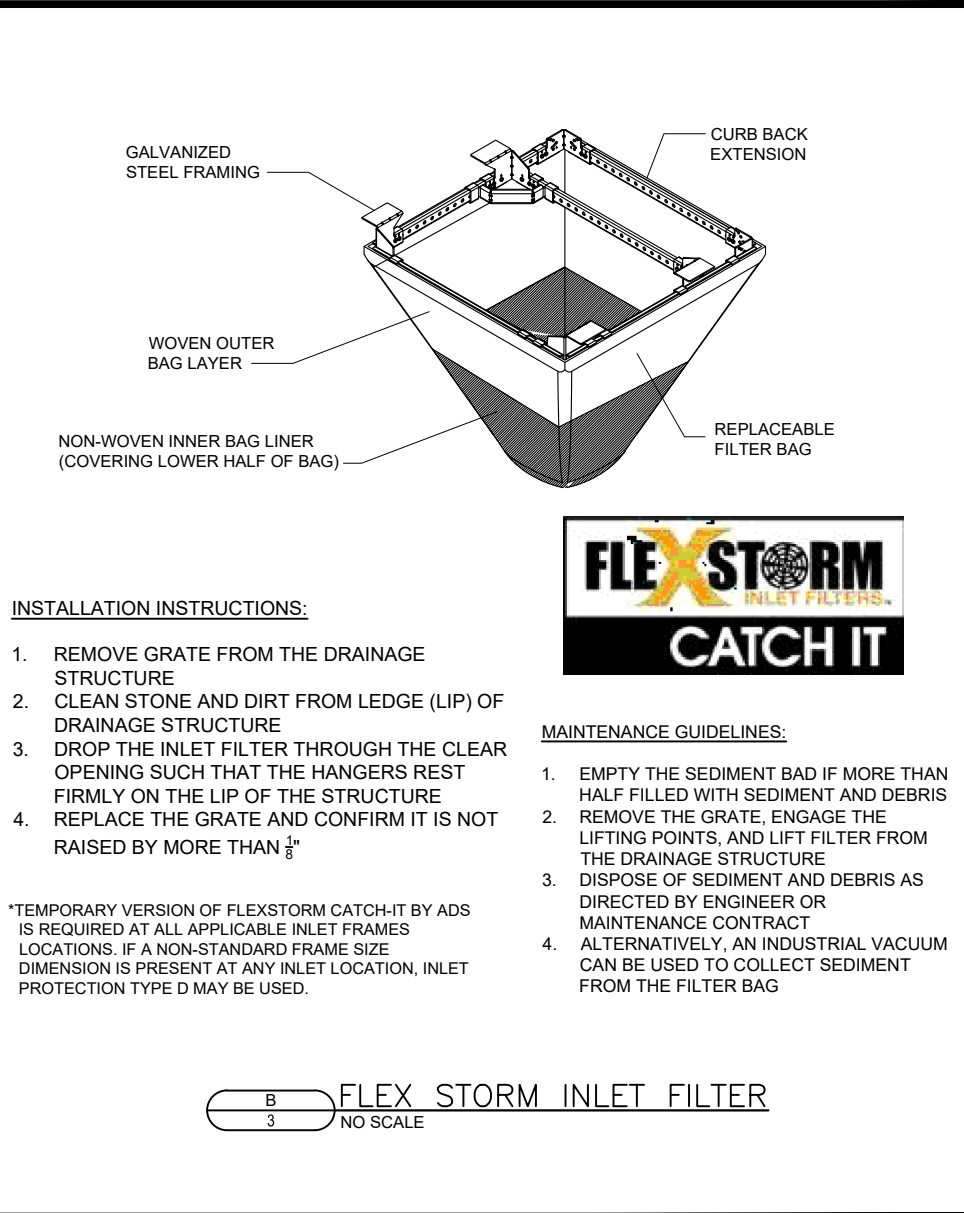 GALVANIZED
STEEL FRAMING
CURB BACK
EXTENSION
WOVEN OUTER
BAG LAYER
NON-WOVEN INNER BAG LINER
(COVERING LOWER HALF OF BAG)
REPLACEABLE
FILTER BAG
FLEXSTORM
INLET FILTERS
CATCH IT
INSTALLATION INSTRUCTIONS:
1. REMOVE GRATE FROM THE DRAINAGE
STRUCTURE
2. CLEAN STONE AND DIRT FROM LEDGE (LIP) OF
DRAINAGE STRUCTURE
3. DROP THE INLET FILTER THROUGH THE CLEAR
OPENING SUCH THAT THE HANGERS REST
FIRMLY ON THE LIP OF THE STRUCTURE
4. REPLACE THE GRATE AND CONFIRM IT IS NOT
RAISED BY MORE THAN 1/8"
*TEMPORARY VERSION OF FLEXSTORM CATCH-IT BY ADS
IS REQUIRED AT ALL APPLICABLE INLET FRAMES
LOCATIONS. IF A NON-STANDARD FRAME SIZE
DIMENSION IS PRESENT AT ANY INLET LOCATION, INLET
PROTECTION TYPE D MAY BE USED.
MAINTENANCE GUIDELINES:
1. EMPTY THE SEDIMENT BAD IF MORE THAN
HALF FILLED WITH SEDIMENT AND DEBRIS
2. REMOVE THE GRATE, ENGAGE THE
LIFTING POINTS, AND LIFT FILTER FROM
THE DRAINAGE STRUCTURE
3. DISPOSE OF SEDIMENT AND DEBRIS AS
DIRECTED BY ENGINEER OR
MAINTENANCE CONTRACT
4. ALTERNATIVELY, AN INDUSTRIAL VACUUM
CAN BE USED TO COLLECT SEDIMENT
FROM THE FILTER BAG
B
3
FLEX STORM INLET FILTER
NO SCALE